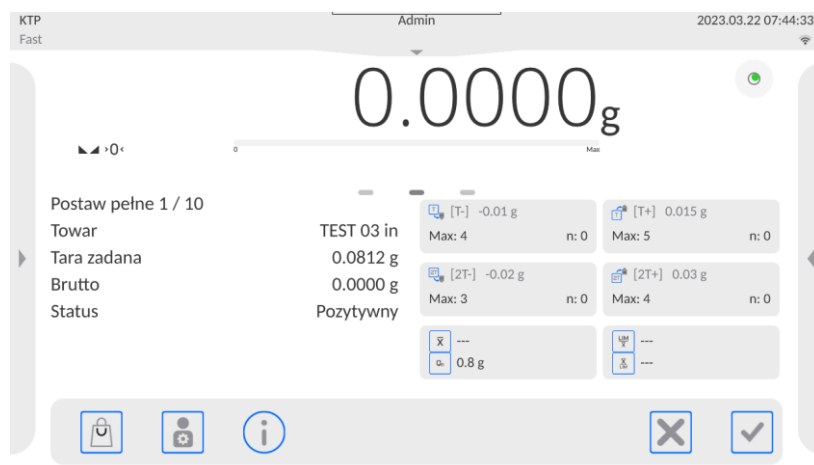 KTP
Admin
2023.03.22 07:44:33
Fast
0.0000 g
>0<
0
Max
Postaw pełne 1 / 10
Towar TEST 03 in
Tara zadana 0.0812 g
Brutto 0.0000 g
Status Pozytywny
[T-] -0.01 g
Max: 4 n: 0
[T+] 0.015 g
Max: 5 n: 0
[2T-] -0.02 g
Max: 3 n: 0
[2T+] 0.03 g
Max: 4 n: 0
x̅ ---
0.8 g
---
---